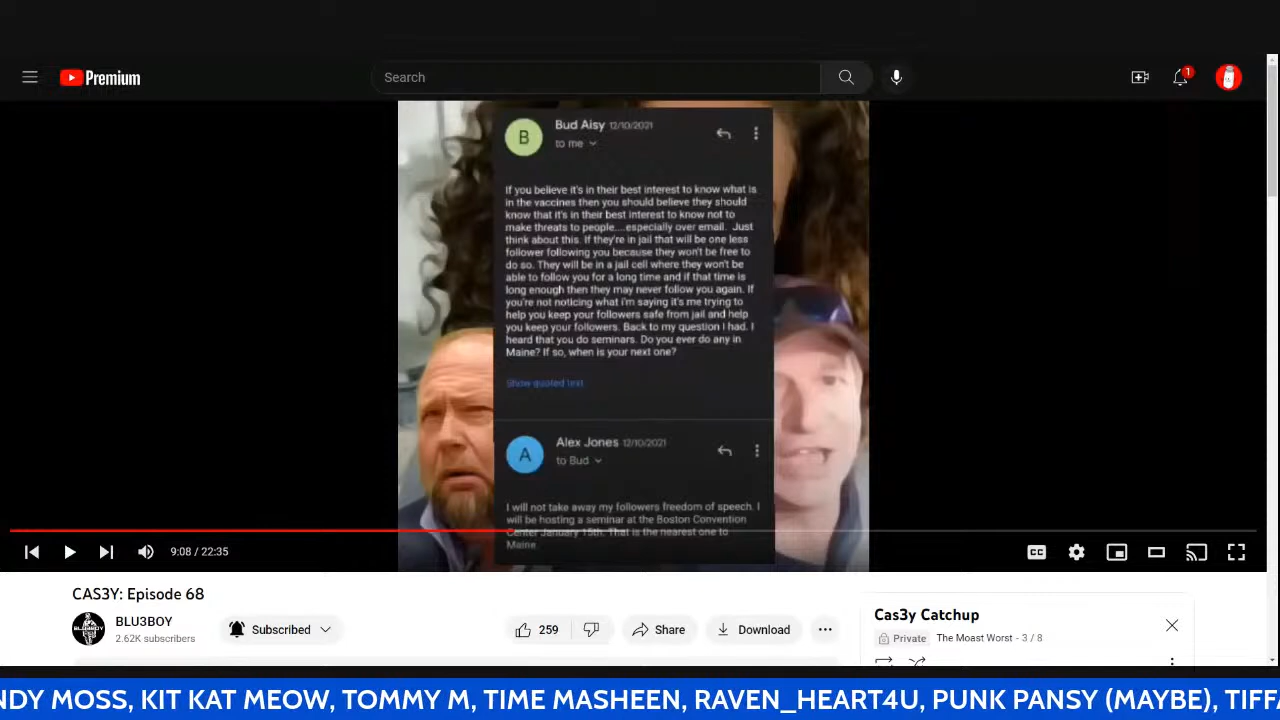 Premium
Search
1
B
Bud Aisy 12/10/2021
to me
If you believe it's in their best interest to know what is
in the vaccines then you should believe they should
know that it's in their best interest to know not to
make threats to people....especially over email. Just
think about this. If they're in jail that will be one less
follower following you because they won't be free to
do so. They will be in a jail cell where they won't be
able to follow you for a long time and if that time is
long enough then they may never follow you again. If
you're not noticing what i'm saying it's me trying to
help you keep your followers safe from jail and help
you keep your followers. Back to my question I had. I
heard that you do seminars. Do you ever do any in
Maine? If so, when is your next one?
Show quoted text
A
Alex Jones 12/10/2021
to Bud
I will not take away my followers freedom of speech. I
will be hosting a seminar at the Boston Convention
Center January 15th. That is the nearest one to
Maine.
9:08 / 22:35
CC
CAS3Y: Episode 68
BLU3BOY
2.62K subscribers
Subscribed
259
Share
Download
Cas3y Catchup
Private The Moast Worst - 3 / 8
NDY MOSS, KIT KAT MEOW, TOMMY M, TIME MASHEEN, RAVEN_HEART4U, PUNK PANSY (MAYBE), TIFFA